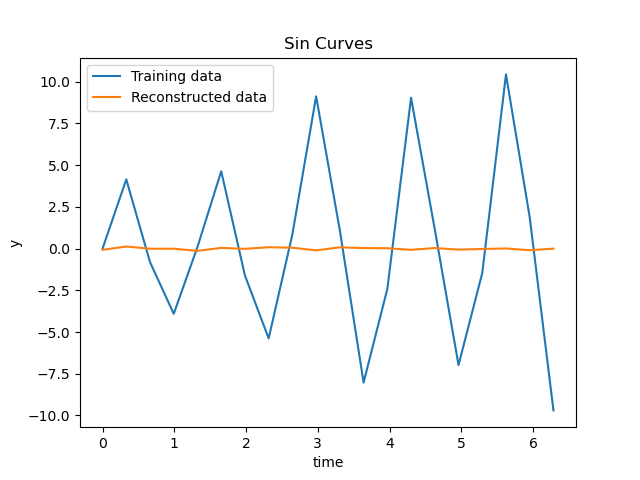 Sin Curves
Training data
Reconstructed data
10.0
7.5
5.0
2.5
0.0
−2.5
−5.0
−7.5
−10.0
y
0 1 2 3 4 5 6
time